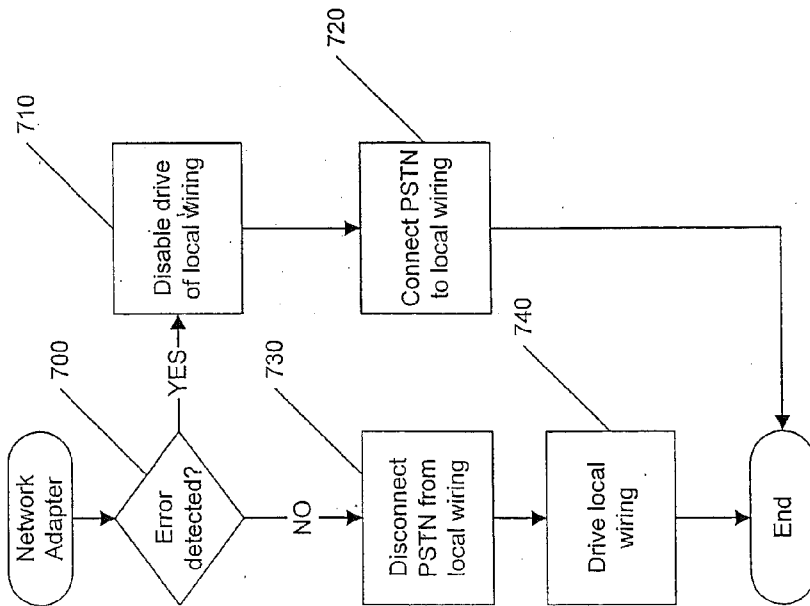 Network
Adapter
700
Error
detected?
YES
710
Disable drive
of local wiring
720
Connect PSTN
to local wiring
NO
730
Disconnect
PSTN from
local wiring
740
Drive local
wiring
End